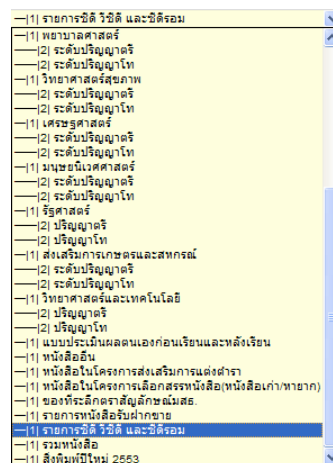 —|1| รายการซีดี วีซีดี และซีดีรอม
—|1| พยาบาลศาสตร์
——|2| ระดับปริญญาตรี
——|2| ระดับปริญญาโท
—|1| วิทยาศาสตร์สุขภาพ
——|2| ระดับปริญญาตรี
——|2| ระดับปริญญาโท
—|1| เศรษฐศาสตร์
——|2| ระดับปริญญาตรี
——|2| ระดับปริญญาโท
—|1| มนุษยนิเวศศาสตร์
——|2| ระดับปริญญาตรี
——|2| ระดับปริญญาโท
—|1| รัฐศาสตร์
——|2| ปริญญาตรี
——|2| ปริญญาโท
—|1| ส่งเสริมการเกษตรและสหกรณ์
——|2| ระดับปริญญาตรี
——|2| ระดับปริญญาโท
—|1| วิทยาศาสตร์และเทคโนโลยี
——|2| ปริญญาตรี
——|2| ปริญญาโท
—|1| แบบประเมินผลตนเองก่อนเรียนและหลังเรียน
—|1| หนังสืออื่น
—|1| หนังสือในโครงการส่งเสริมการแต่งตำรา
—|1| หนังสือในโครงการเลือกสรรหนังสือ(หนังสือเก่า/หายาก)
—|1| ของที่ระลึกตราสัญลักษณ์มสธ.
—|1| รายการหนังสือรับฝากขาย
—|1| รายการซีดี วีซีดี และซีดีรอม
—|1| รวมหนังสือ
—|1| สิ่งพิมพ์ปีใหม่ 2553